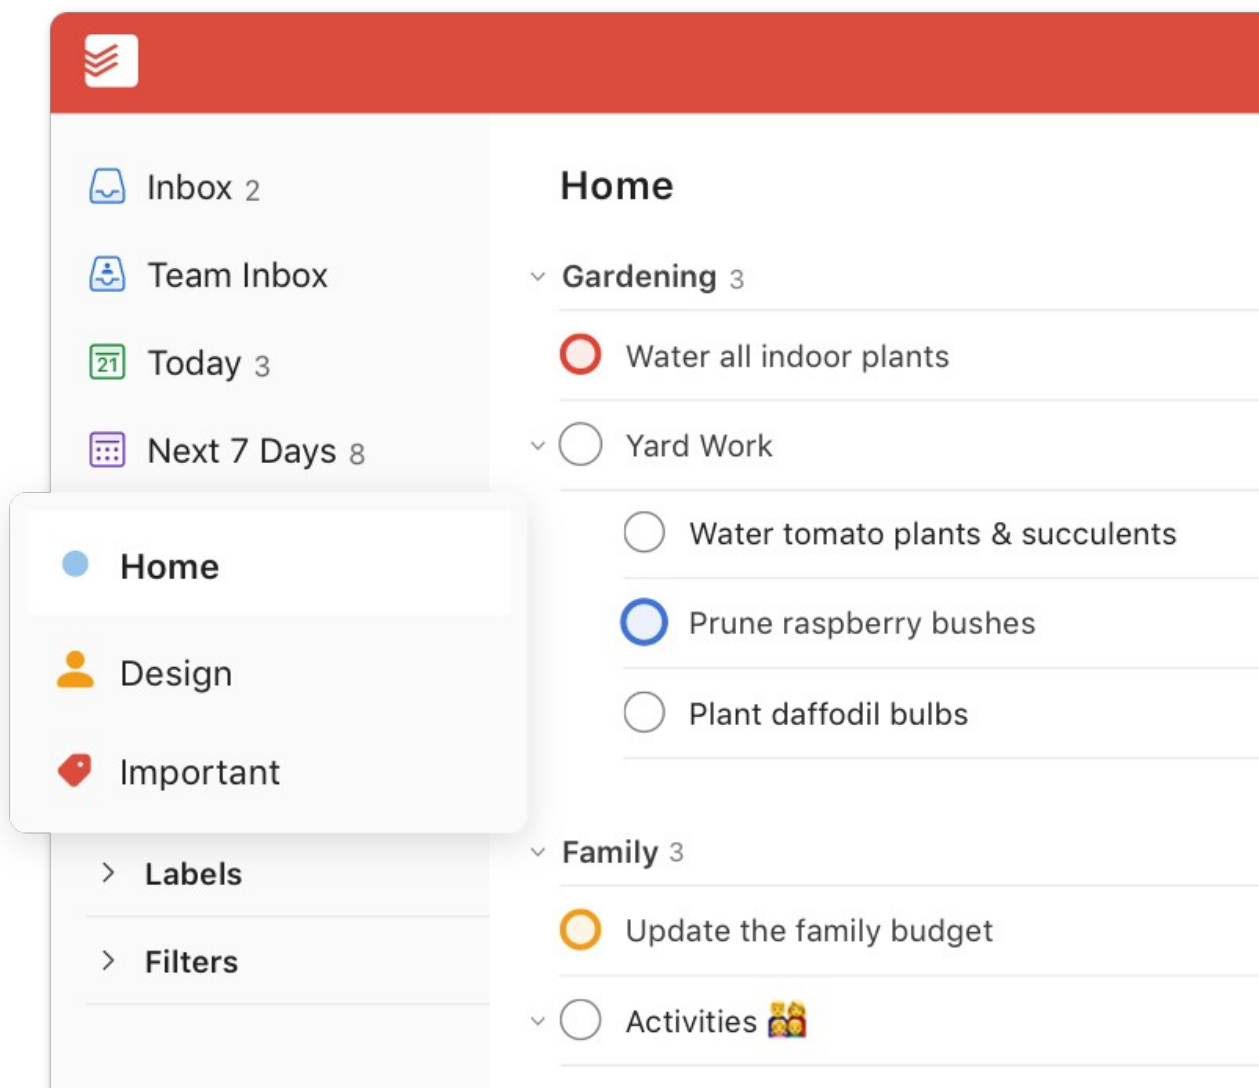 Inbox 2
Team Inbox
21
Today 3
Next 7 Days 8
Home
Design
Important
Labels
Filters
Home
Gardening 3
Water all indoor plants
Yard Work
Water tomato plants & succulents
Prune raspberry bushes
Plant daffodil bulbs
Family 3
Update the family budget
Activities 👨‍👩‍👧‍👦